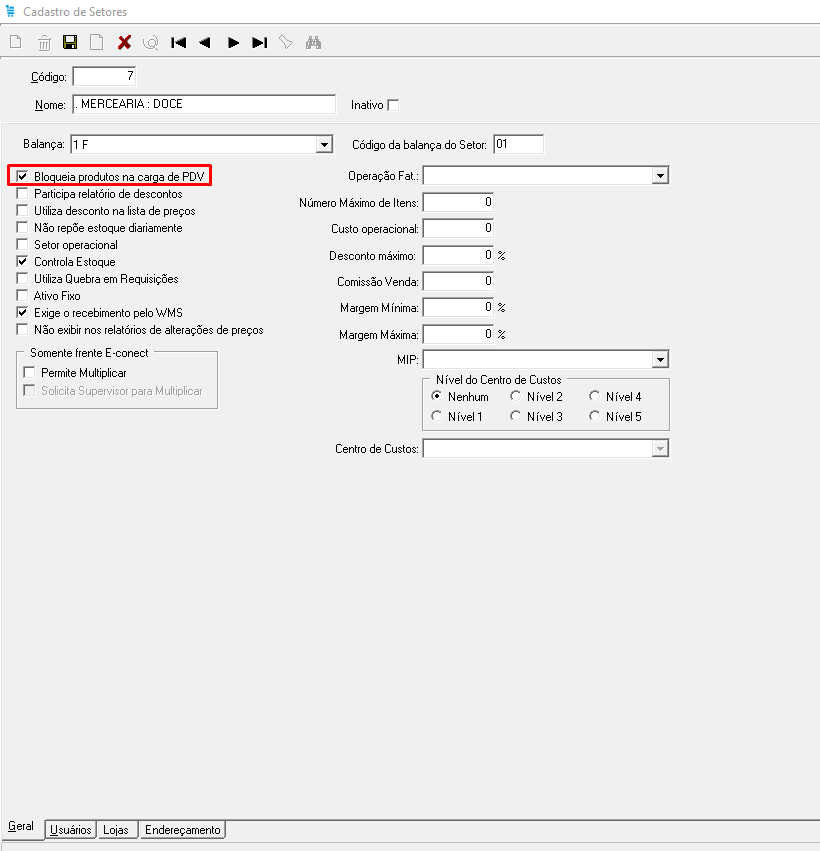 Cadastro de Setores
Código: 7
Nome: . MERCEARIA : DOCE Inativo
Balança: 1 F Código da balança do Setor: 01
Bloqueia produtos na carga de PDV Operação Fat.:
Participa relatório de descontos
Utiliza desconto na lista de preços Número Máximo de Itens: 0
Não repõe estoque diariamente Custo operacional: 0
Setor operacional
Controla Estoque Desconto máximo: 0 %
Utiliza Quebra em Requisições Comissão Venda: 0
Ativo Fixo
Exige o recebimento pelo WMS Margem Mínima: 0 %
Não exibir nos relatórios de alterações de preços Margem Máxima: 0 %
Somente frente E-conect MIP:
Permite Multiplicar Nível do Centro de Custos
Solicita Supervisor para Multiplicar Nenhum Nível 2 Nível 4
Nível 1 Nível 3 Nível 5
Centro de Custos:
Geral Usuários Lojas Endereçamento